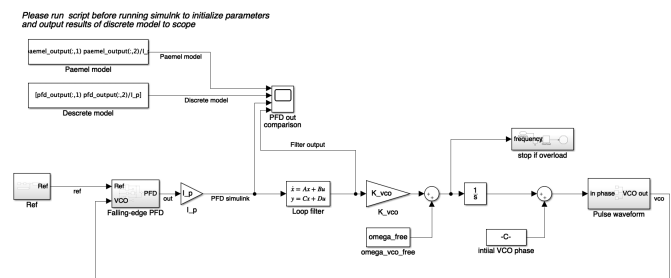 Please run script before running simulnk to initialize parameters
and output results of discrete model to scope
aemel_output(:,1) paemel_output(:,2)/I_
Paemel model
Paemel model
[pfd_output(:,1) pfd_output(:,2)/I_p]
Descrete model
Discrete model
PFD out
comparison
Filter output
frequency
stop if overload
Ref
Ref
ref
Ref
VCO
PFD
Falling-edge PFD
out
I_p
I_p
PFD simulink
ẋ = Ax + Bu
y = Cx + Du
Loop filter
K_vco
K_vco
omega_free
omega_vco_free
1
s
-C-
intiial VCO phase
in phase
VCO out
Pulse waveform
vco